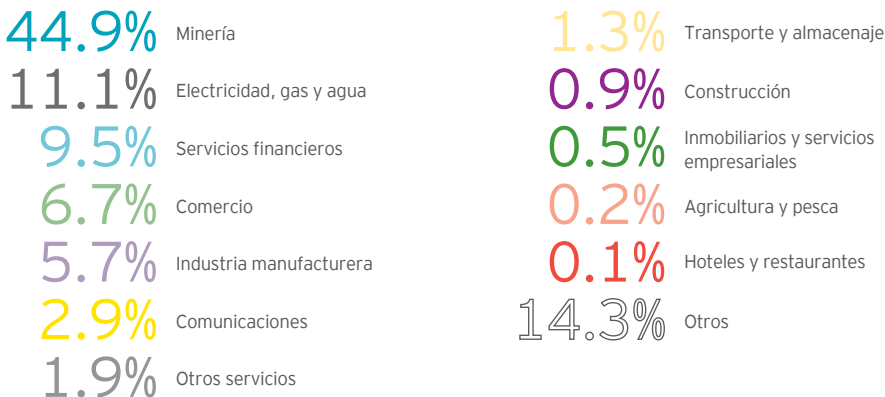 44.9% Minería
11.1% Electricidad, gas y agua
9.5% Servicios financieros
6.7% Comercio
5.7% Industria manufacturera
2.9% Comunicaciones
1.9% Otros servicios
1.3% Transporte y almacenaje
0.9% Construcción
0.5% Inmobiliarios y servicios
empresariales
0.2% Agricultura y pesca
0.1% Hoteles y restaurantes
14.3% Otros